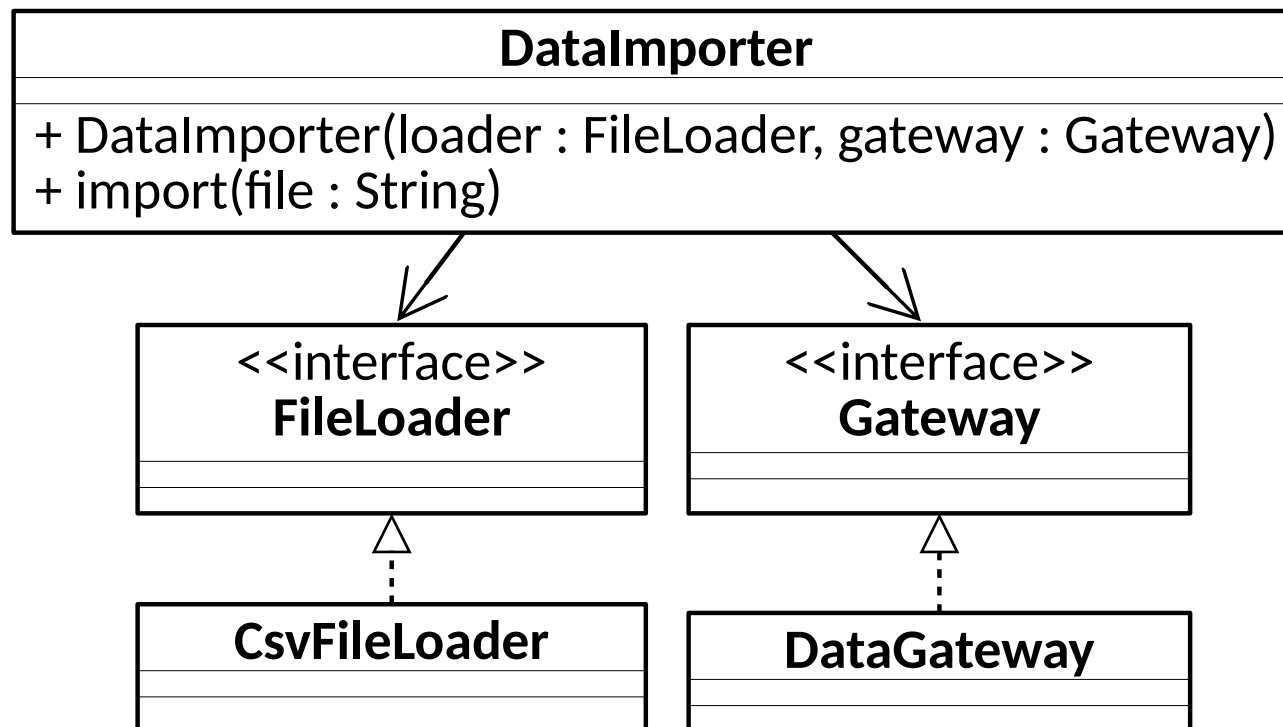 DataImporter
+ DataImporter(loader : FileLoader, gateway : Gateway)
+ import(file : String)
<<interface>>
FileLoader
<<interface>>
Gateway
CsvFileLoader
DataGateway